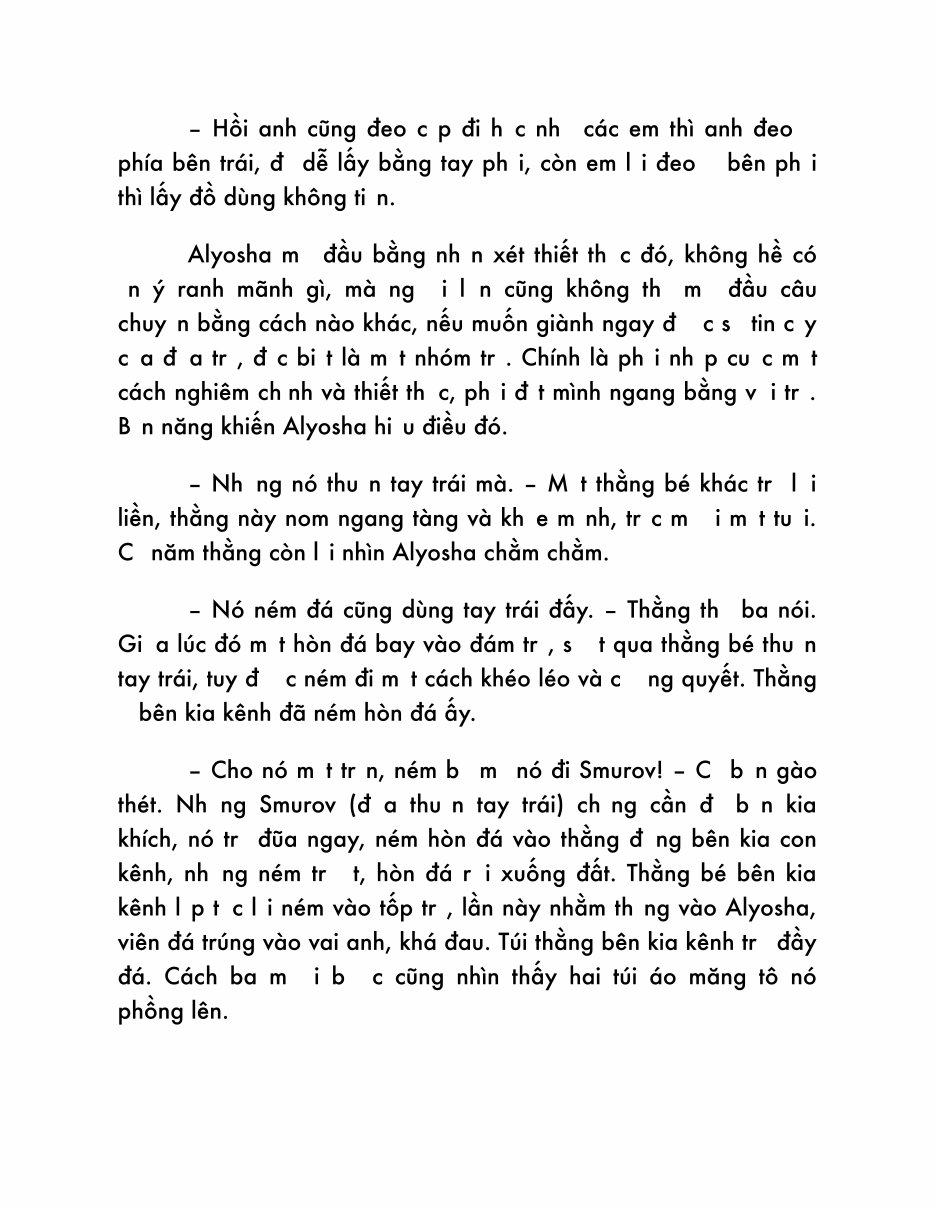 – Hồi anh cũng đeo c p đi h c nh  các em thì anh đeo
phía bên trái, đ  dễ lấy bằng tay ph i, còn em l i đeo   bên ph i
thì lấy đồ dùng không ti n.
Alyosha m  đầu bằng nh n xét thiết th c đó, không hề có
 n ý ranh mãnh gì, mà ng  i l n cũng không th  m  đầu câu
chuy n bằng cách nào khác, nếu muốn giành ngay đ  c s  tin c y
c a đ a tr , đ c bi t là m t nhóm tr . Chính là ph i nh p cu c m t
cách nghiêm ch nh và thiết th c, ph i đ t mình ngang bằng v i tr .
B n năng khiến Alyosha hi u điều đó.
– Nh ng nó thu n tay trái mà. – M t thằng bé khác tr  l i
liền, thằng này nom ngang tàng và kh e m nh, tr c m  i m t tu i.
C  năm thằng còn l i nhìn Alyosha chằm chằm.
– Nó ném đá cũng dùng tay trái đấy. – Thằng th  ba nói.
Gi a lúc đó m t hòn đá bay vào đám tr , s  t qua thằng bé thu n
tay trái, tuy đ  c ném đi m t cách khéo léo và c  ng quyết. Thằng
  bên kia kênh đã ném hòn đá ấy.
– Cho nó m t tr n, ném b  m  nó đi Smurov! – C  b n gào
thét. Nh ng Smurov (đ a thu n tay trái) ch ng cần đ  b n kia
khích, nó tr  đũa ngay, ném hòn đá vào thằng đ ng bên kia con
kênh, nh ng ném tr  t, hòn đá r i xuống đất. Thằng bé bên kia
kênh l p t c l i ném vào tốp tr , lần này nhằm th ng vào Alyosha,
viên đá trúng vào vai anh, khá đau. Túi thằng bên kia kênh tr  đầy
đá. Cách ba m  i b  c cũng nhìn thấy hai túi áo măng tô nó
phồng lên.